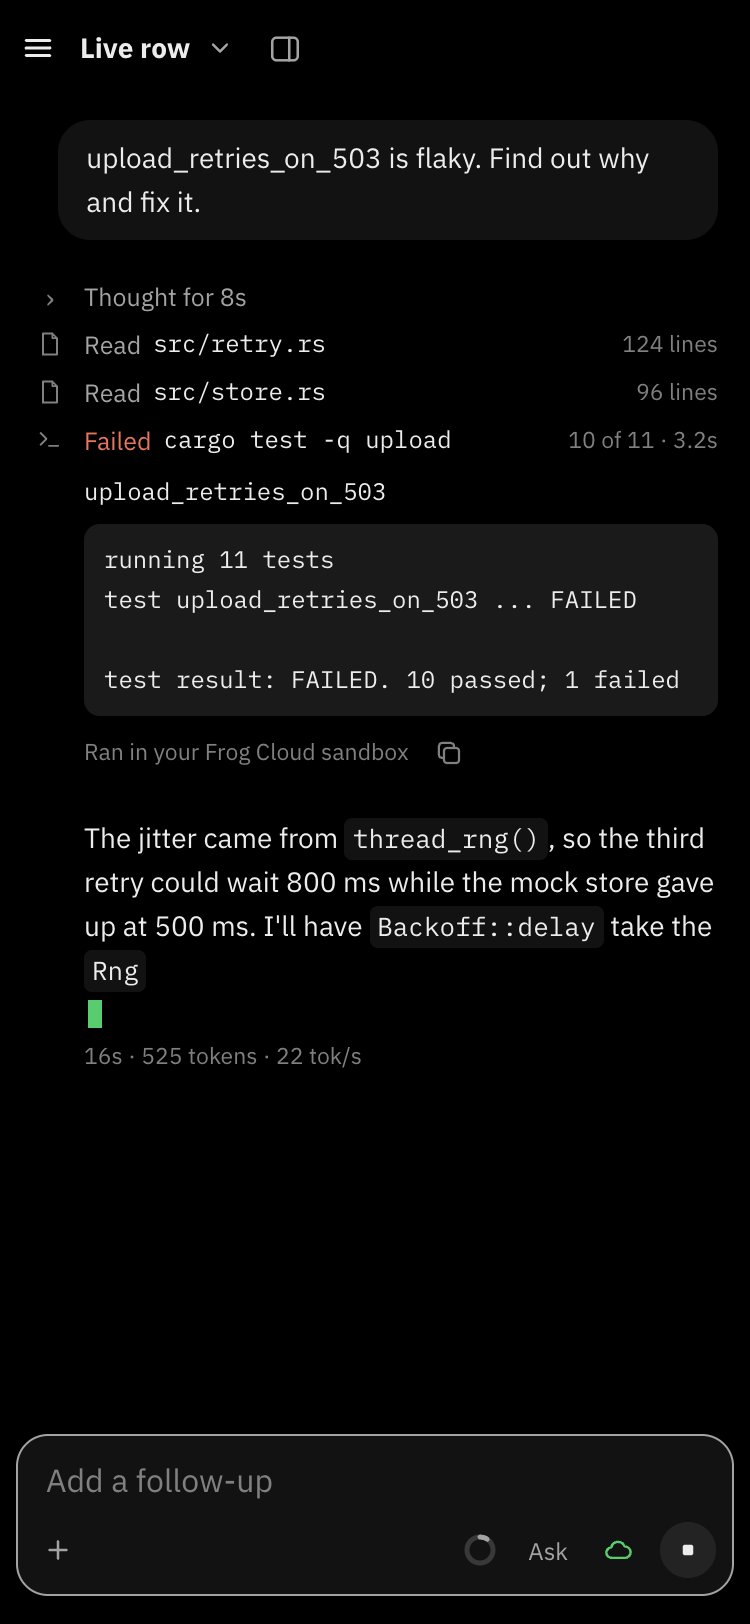 Live row
upload_retries_on_503 is flaky. Find out why
and fix it.
Thought for 8s
Read src/retry.rs 124 lines
Read src/store.rs 96 lines
Failed cargo test -q upload 10 of 11 · 3.2s
upload_retries_on_503
running 11 tests
test upload_retries_on_503 ... FAILED
test result: FAILED. 10 passed; 1 failed
Ran in your Frog Cloud sandbox
The jitter came from thread_rng(), so the third
retry could wait 800 ms while the mock store gave
up at 500 ms. I'll have Backoff::delay take the
Rng
16s · 525 tokens · 22 tok/s
Add a follow-up
Ask